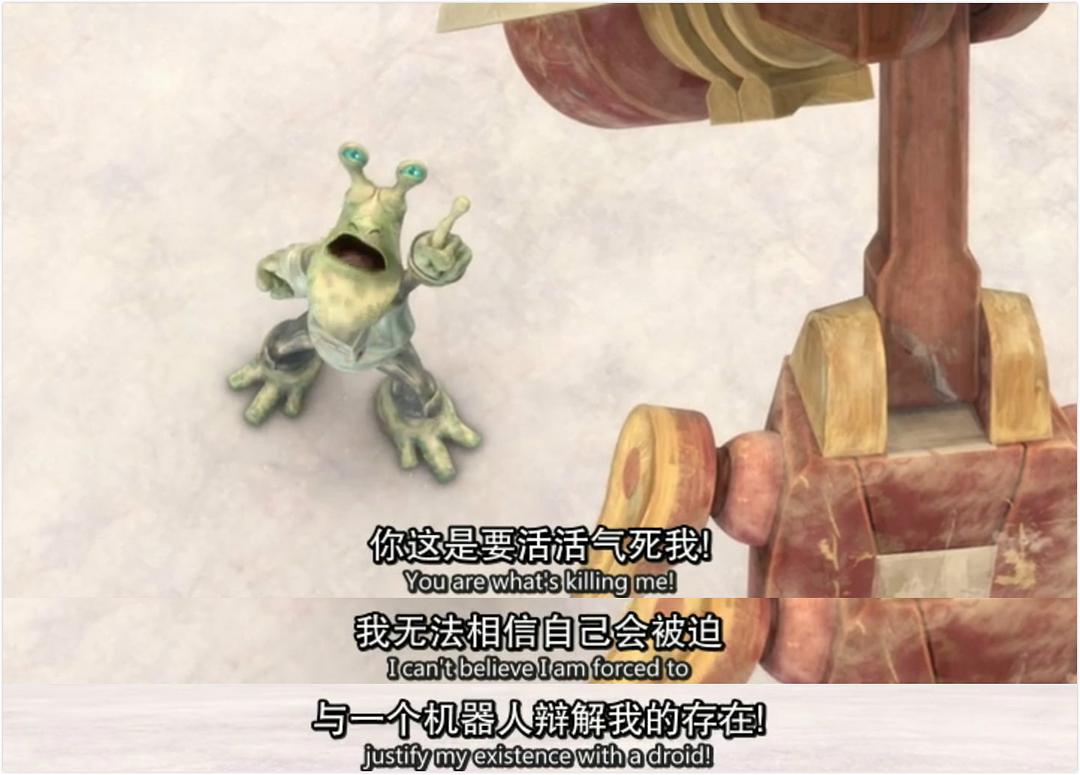 你这是要活活气死我!
You are what's killing me!
我无法相信自己会被迫
I can't believe I am forced to
与一个机器人辩解我的存在!
justify my existence with a droid!